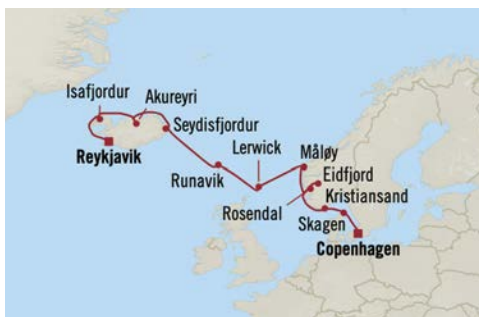 Isafjordur
Akureyri
Seydisfjordur
Reykjavik
Lerwick
Måløy
Runavik
Eidfjord
Kristiansand
Rosendal
Skagen
Copenhagen